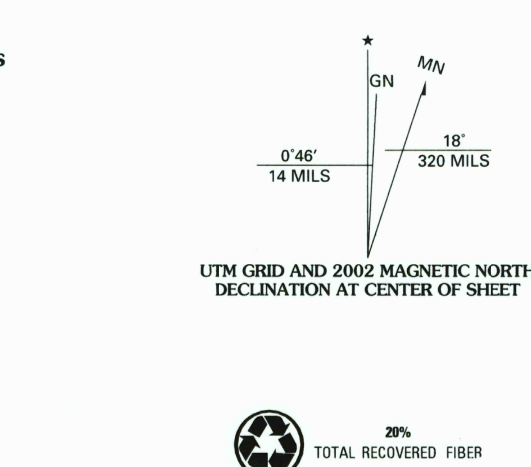 s
★
GN
MN
0°46′
14 MILS
18°
320 MILS
UTM GRID AND 2002 MAGNETIC NORTH
DECLINATION AT CENTER OF SHEET
20%
TOTAL RECOVERED FIBER